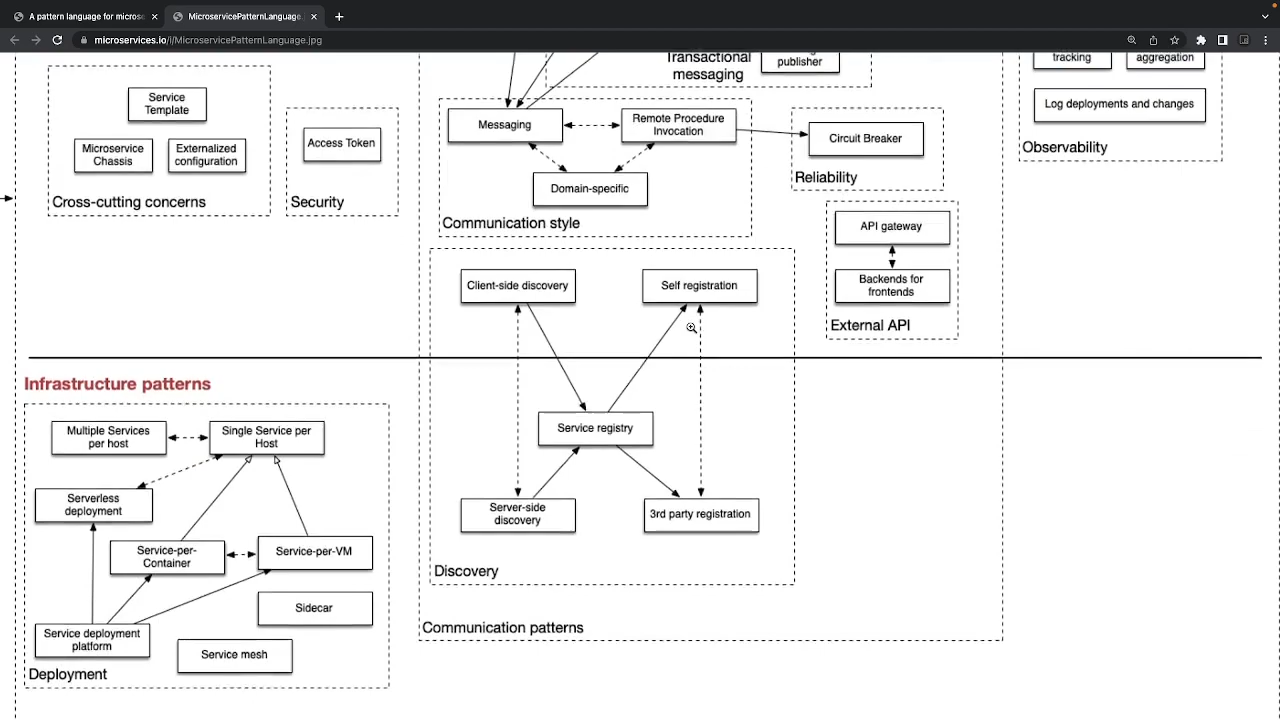 A pattern language for micros
MicroservicePatternLanguage.
microservices.io/i/MicroservicePatternLanguage.jpg
Transactional
messaging
publisher
tracking
aggregation
Log deployments and changes
Observability
Service
Template
Microservice
Chassis
Externalized
configuration
Cross-cutting concerns
Access Token
Security
Messaging
Remote Procedure
Invocation
Domain-specific
Communication style
Circuit Breaker
Reliability
API gateway
Backends for
frontends
External API
Client-side discovery
Self registration
Service registry
Server-side
discovery
3rd party registration
Discovery
Communication patterns
Infrastructure patterns
Multiple Services
per host
Single Service per
Host
Serverless
deployment
Service-per-
Container
Service-per-VM
Sidecar
Service deployment
platform
Service mesh
Deployment